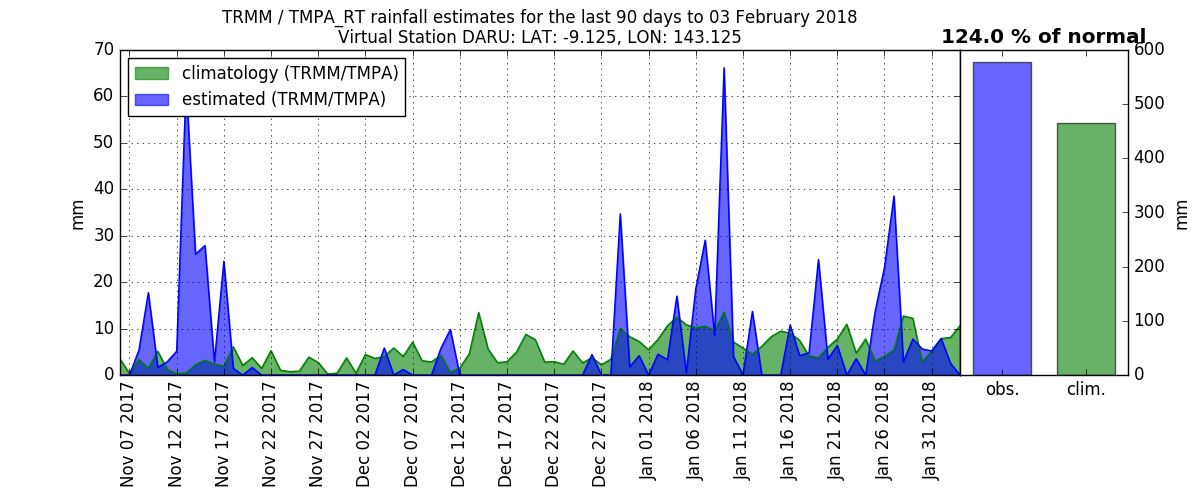 TRMM / TMPA_RT rainfall estimates for the last 90 days to 03 February 2018
Virtual Station DARU: LAT: -9.125, LON: 143.125
124.0 % of normal
climatology (TRMM/TMPA)
estimated (TRMM/TMPA)
70
60
50
40
30
20
10
0
mm
Nov 07 2017
Nov 12 2017
Nov 17 2017
Nov 22 2017
Nov 27 2017
Dec 02 2017
Dec 07 2017
Dec 12 2017
Dec 17 2017
Dec 22 2017
Dec 27 2017
Jan 01 2018
Jan 06 2018
Jan 11 2018
Jan 16 2018
Jan 21 2018
Jan 26 2018
Jan 31 2018
600
500
400
300
200
100
0
mm
obs.
clim.